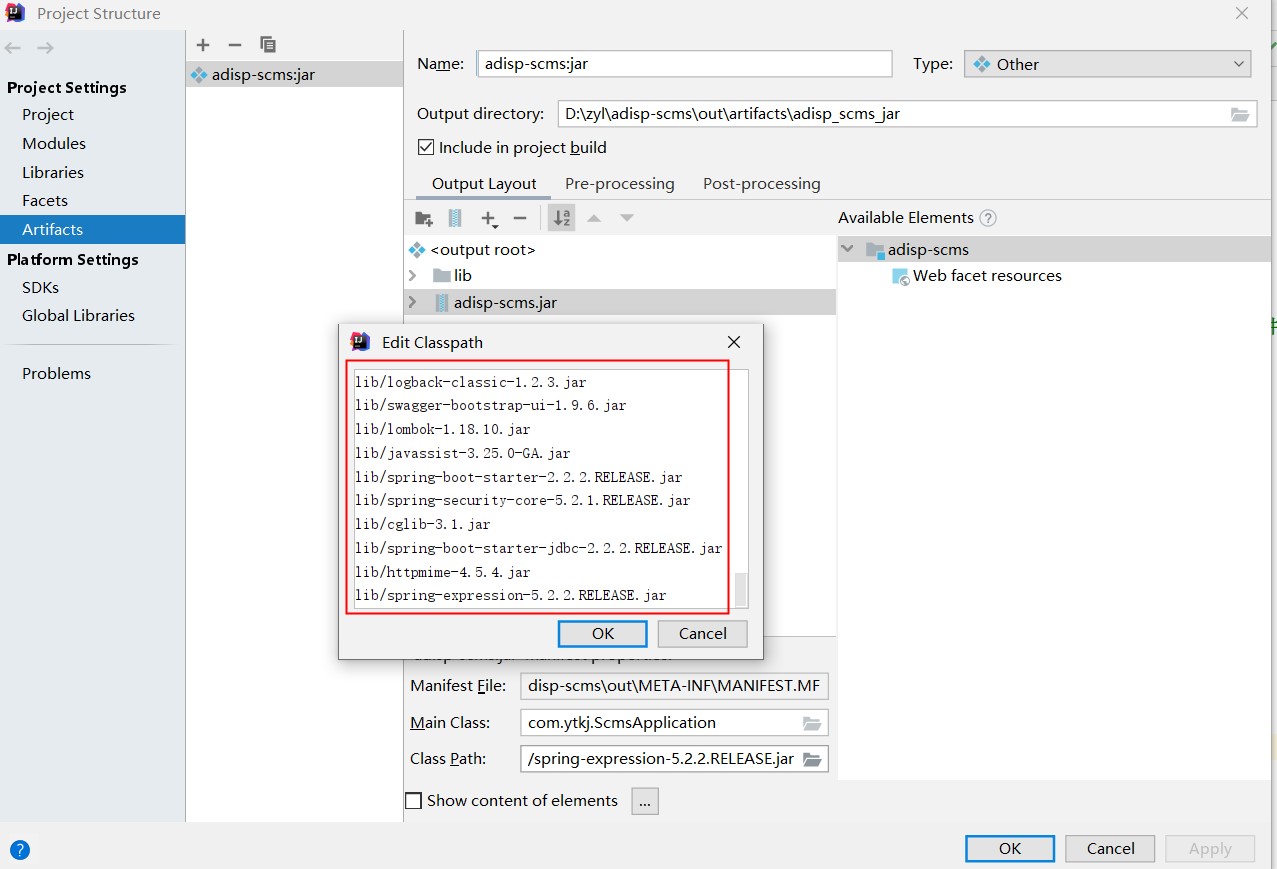 Project Structure
Project Settings
Project
Modules
Libraries
Facets
Artifacts
Platform Settings
SDKs
Global Libraries
Problems
adisp-scms:jar
Name: adisp-scms:jar Type: Other
Output directory: D:\zyl\adisp-scms\out\artifacts\adisp_scms_jar
Include in project build
Output Layout Pre-processing Post-processing
Available Elements ?
<output root>
lib
adisp-scms.jar
adisp-scms
Web facet resources
Edit Classpath
lib/logback-classic-1.2.3.jar
lib/swagger-bootstrap-ui-1.9.6.jar
lib/lombok-1.18.10.jar
lib/javassist-3.25.0-GA.jar
lib/spring-boot-starter-2.2.2.RELEASE.jar
lib/spring-security-core-5.2.1.RELEASE.jar
lib/cglib-3.1.jar
lib/spring-boot-starter-jdbc-2.2.2.RELEASE.jar
lib/httpmime-4.5.4.jar
lib/spring-expression-5.2.2.RELEASE.jar
OK Cancel
Manifest File: disp-scms\out\META-INF\MANIFEST.MF
Main Class: com.ytkj.ScmsApplication
Class Path: /spring-expression-5.2.2.RELEASE.jar
Show content of elements ...
? OK Cancel Apply